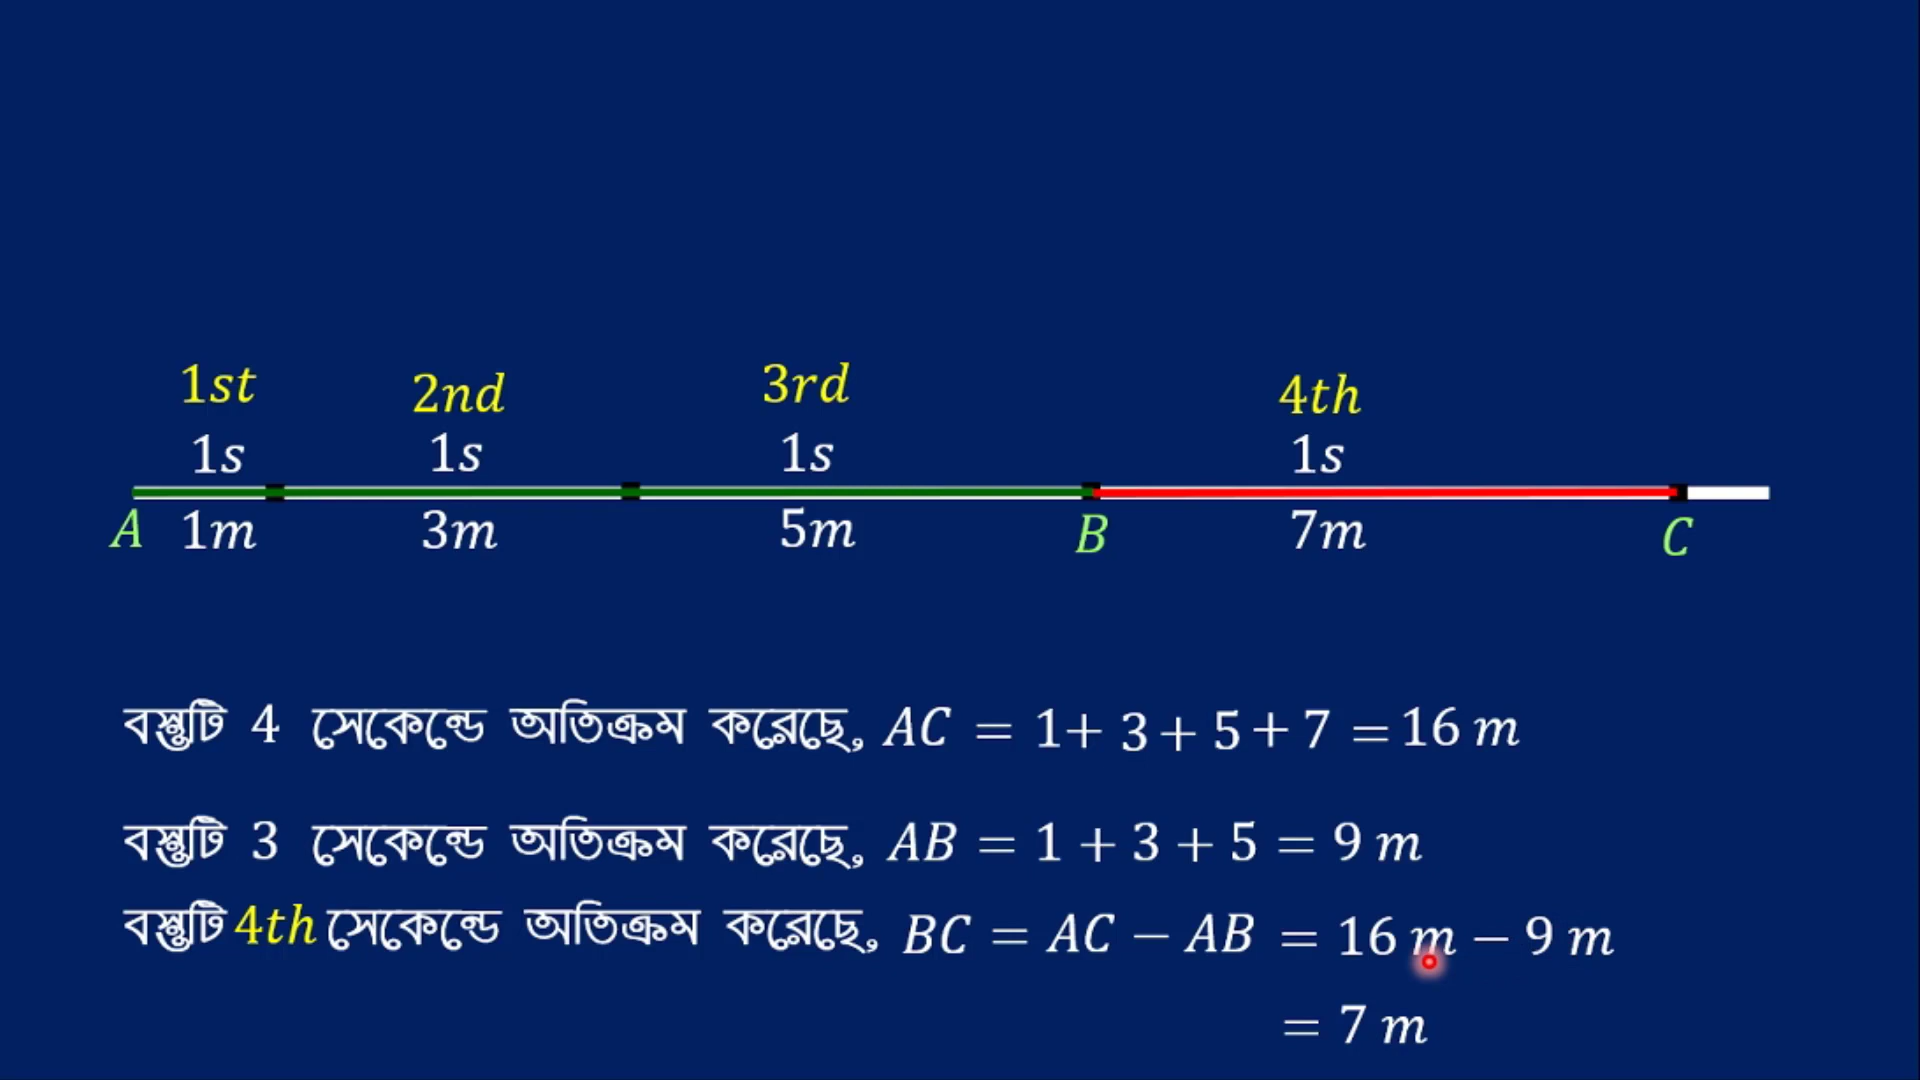 1st 2nd 3rd 4th
1s 1s 1s 1s
A 1m 3m 5m B 7m C
বস্তুটি 4 সেকেন্ডে অতিক্রম করেছে, AC = 1+ 3 + 5 + 7 = 16 m
বস্তুটি 3 সেকেন্ডে অতিক্রম করেছে, AB = 1 + 3 + 5 = 9 m
বস্তুটি 4th সেকেন্ডে অতিক্রম করেছে, BC = AC − AB = 16 m − 9 m
= 7 m